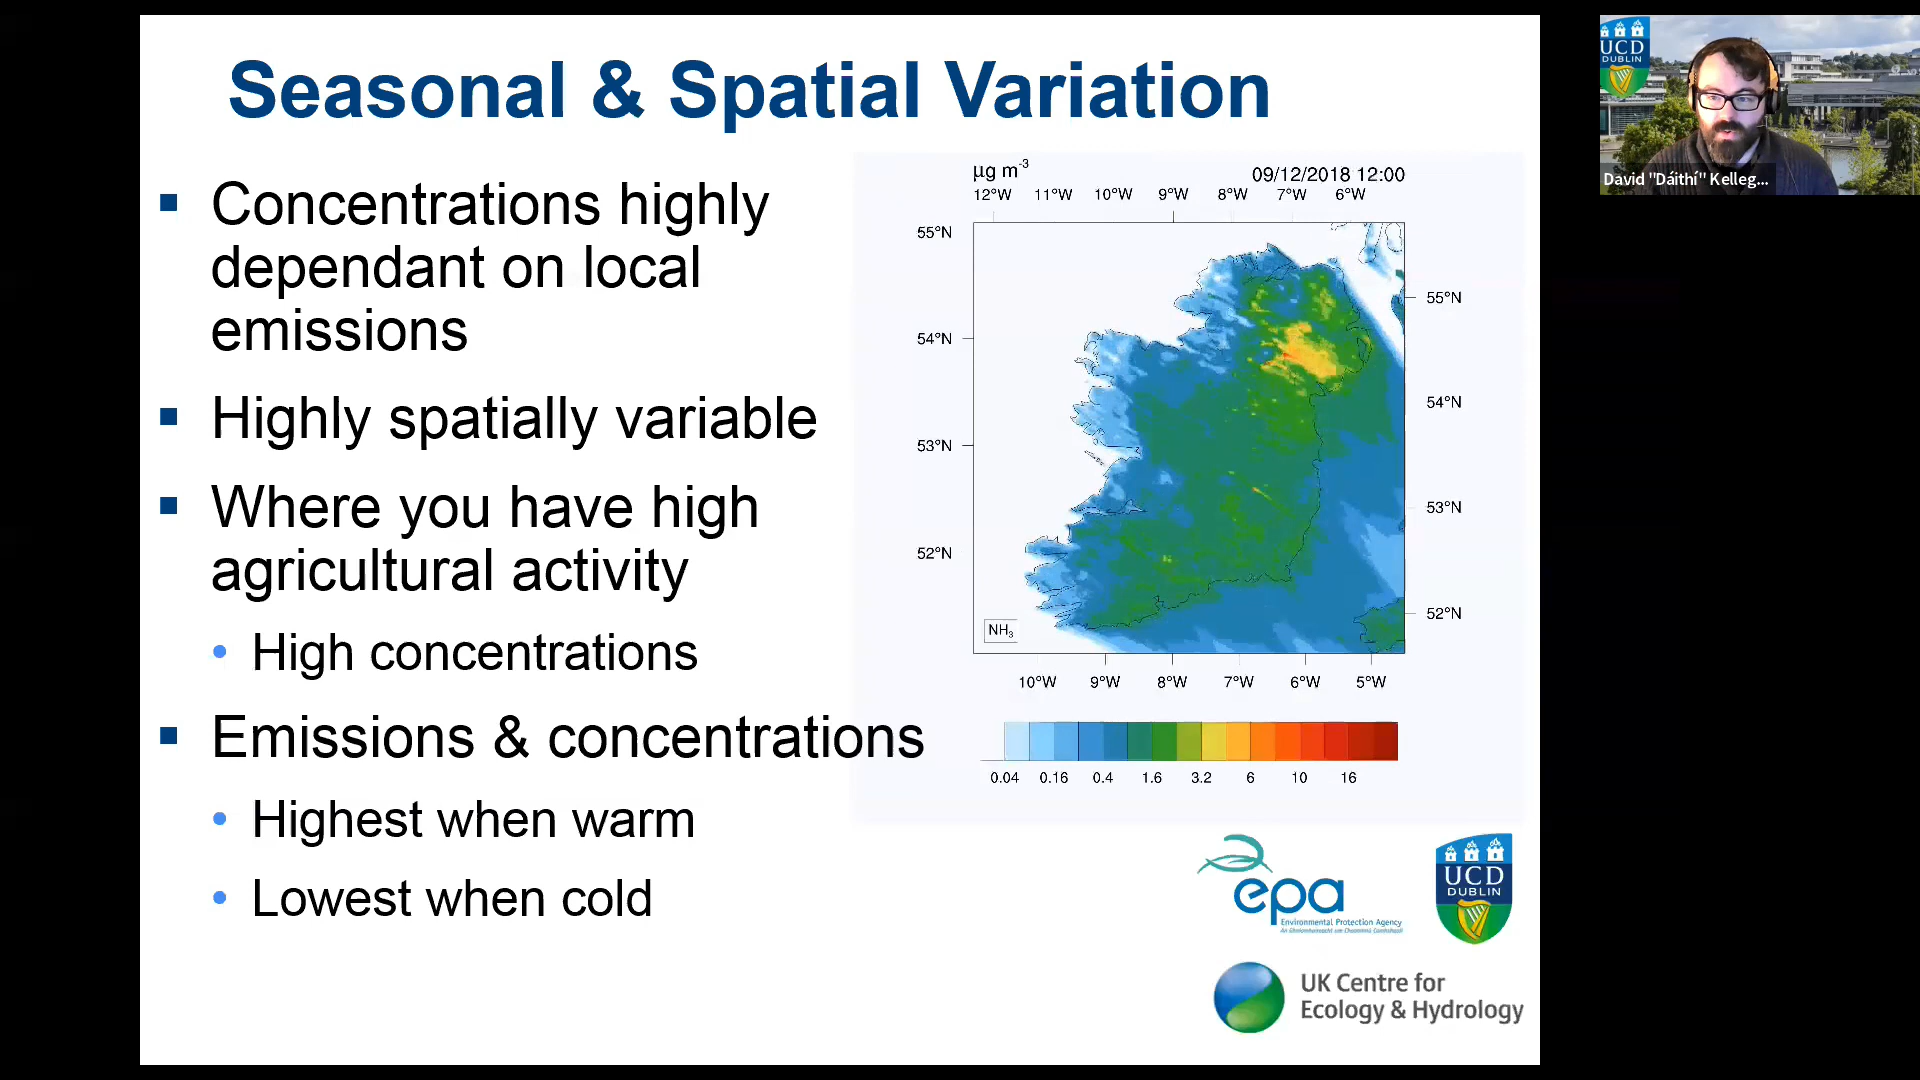 Seasonal & Spatial Variation
Concentrations highly
dependant on local
emissions
Highly spatially variable
Where you have high
agricultural activity
High concentrations
Emissions & concentrations
Highest when warm
Lowest when cold
µg m-3
09/12/2018 12:00
12°W 11°W 10°W 9°W 8°W 7°W 6°W
55°N
54°N
53°N
52°N
55°N
54°N
53°N
52°N
NH3
10°W 9°W 8°W 7°W 6°W 5°W
0.04 0.16 0.4 1.6 3.2 6 10 16
epa
Environmental Protection Agency
UCD
DUBLIN
UK Centre for
Ecology & Hydrology
UCD
DUBLIN
David "Dáithí" Kelleg...